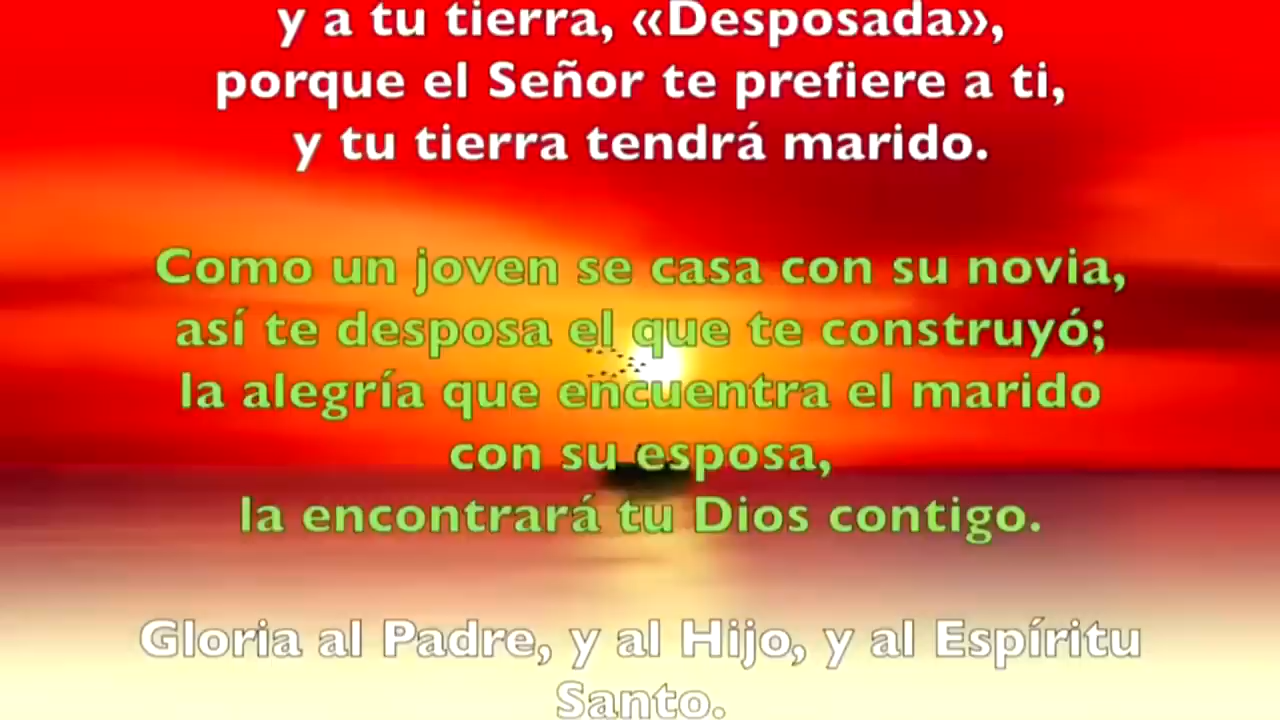 y a tu tierra, «Desposada»,
porque el Señor te prefiere a ti,
y tu tierra tendrá marido.
Como un joven se casa con su novia,
así te desposa el que te construyó;
la alegría que encuentra el marido
con su esposa,
la encontrará tu Dios contigo.
Gloria al Padre, y al Hijo, y al Espíritu
Santo.